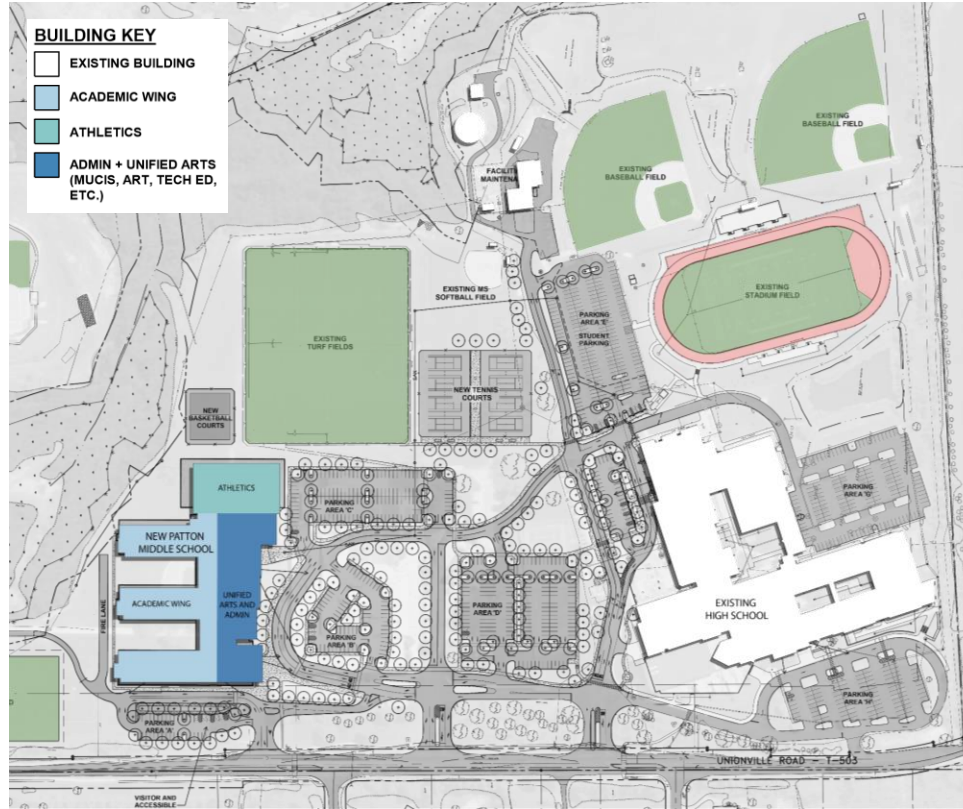 BUILDING KEY
EXISTING BUILDING
ACADEMIC WING
ATHLETICS
ADMIN + UNIFIED ARTS
(MUCIS, ART, TECH ED,
ETC.)
EXISTING
BASEBALL FIELD
EXISTING
BASEBALL FIELD
FACILITY
MAINTENA
EXISTING MS
SOFTBALL FIELD
EXISTING
STADIUM FIELD
PARKING
AREA 'E'
STUDENT
PARKING
EXISTING
TURF FIELDS
NEW TENNIS
COURTS
NEW
BASKETBALL
COURTS
ATHLETICS
PARKING
AREA 'C'
PARKING
AREA 'G'
NEW PATTON
MIDDLE SCHOOL
ACADEMIC WING
UNIFIED
ARTS AND
ADMIN
FIRE LANE
PARKING
AREA 'B'
PARKING
AREA 'D'
EXISTING
HIGH SCHOOL
PARKING
AREA 'H'
PARKING
AREA 'A'
UNIONVILLE ROAD - T-503
VISITOR AND
ACCESSIBLE